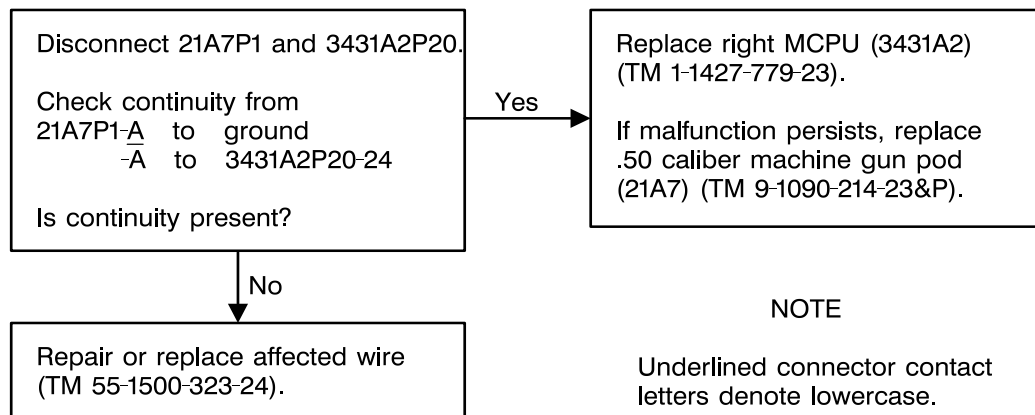 Disconnect 21A7P1 and 3431A2P20.
Check continuity from
21A7P1-A to ground
-A to 3431A2P20-24
Is continuity present?
Yes
Replace right MCPU (3431A2)
(TM 1-1427-779-23).
If malfunction persists, replace
.50 caliber machine gun pod
(21A7) (TM 9-1090-214-23&P).
No
Repair or replace affected wire
(TM 55-1500-323-24).
NOTE
Underlined connector contact
letters denote lowercase.